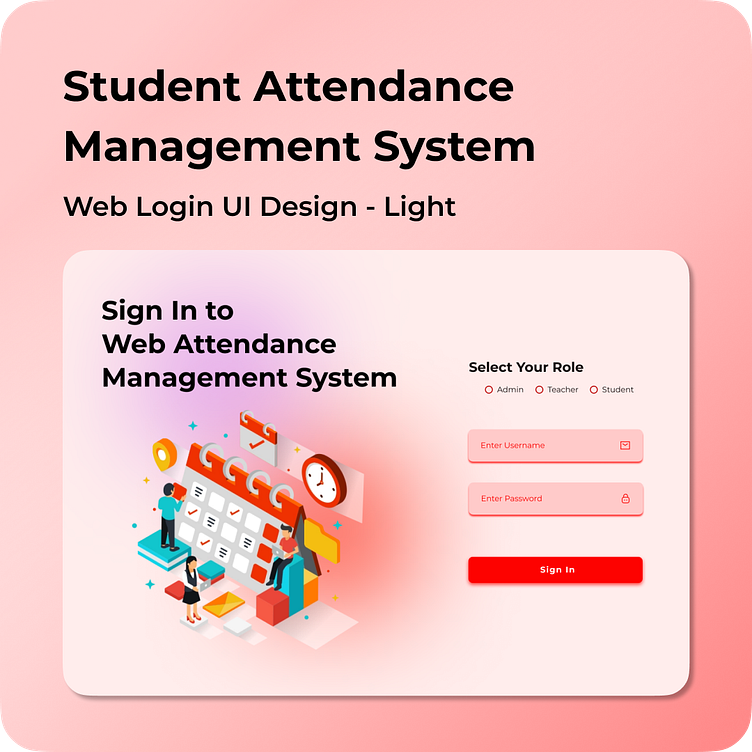 Student Attendance
Management System
Web Login UI Design - Light
Sign In to
Web Attendance
Management System
Select Your Role
Admin Teacher Student
Enter Username
Enter Password
Sign In